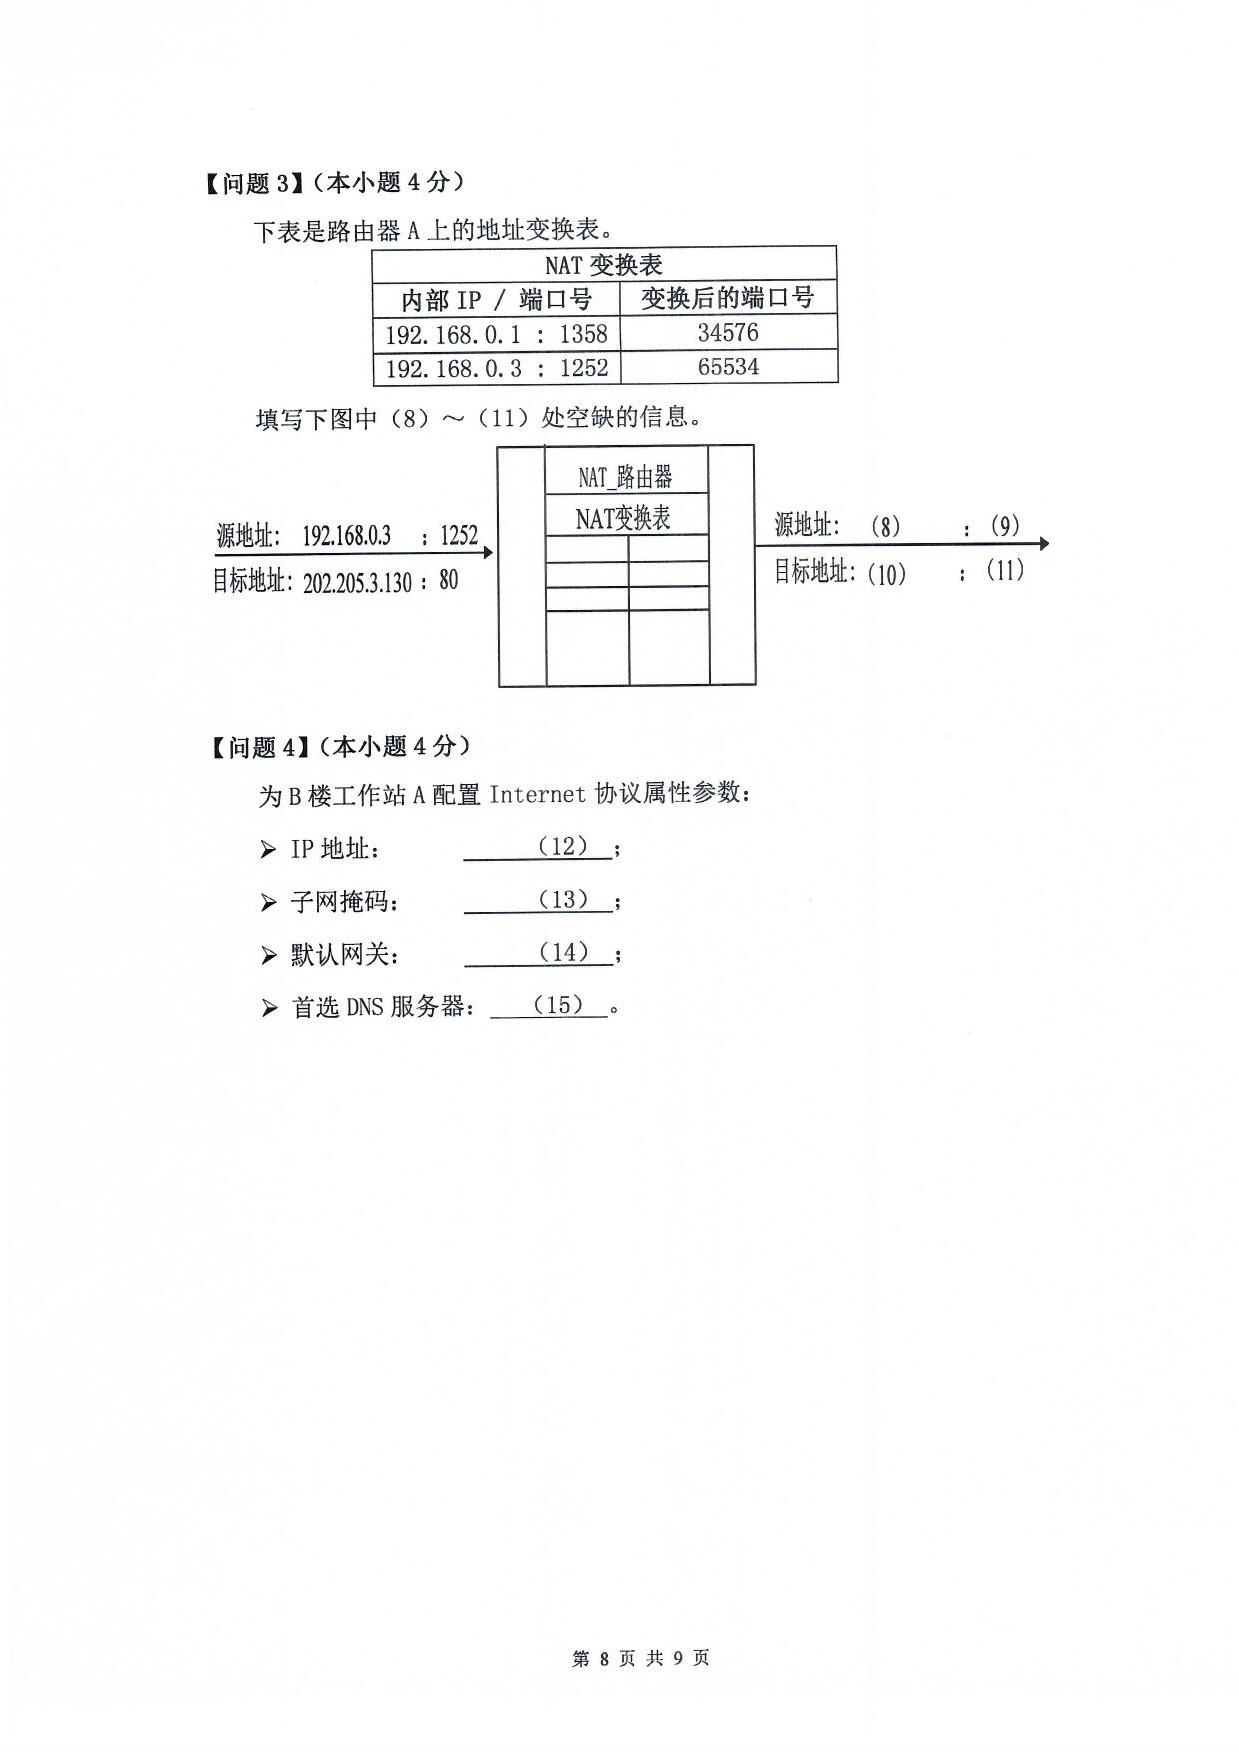 【问题 3】（本小题 4 分）
下表是路由器 A 上的地址变换表。
NAT 变换表
内部 IP / 端口号 变换后的端口号
192.168.0.1 : 1358 34576
192.168.0.3 : 1252 65534
填写下图中（8）～（11）处空缺的信息。
NAT_路由器
NAT变换表
源地址： 192.168.0.3 : 1252
目标地址：202.205.3.130 : 80
源地址： （8） : （9）
目标地址：（10） : （11）
【问题 4】（本小题 4 分）
为 B 楼工作站 A 配置 Internet 协议属性参数：
➢ IP 地址： （12） ；
➢ 子网掩码： （13） ；
➢ 默认网关： （14） ；
➢ 首选 DNS 服务器： （15） 。
第 8 页 共 9 页